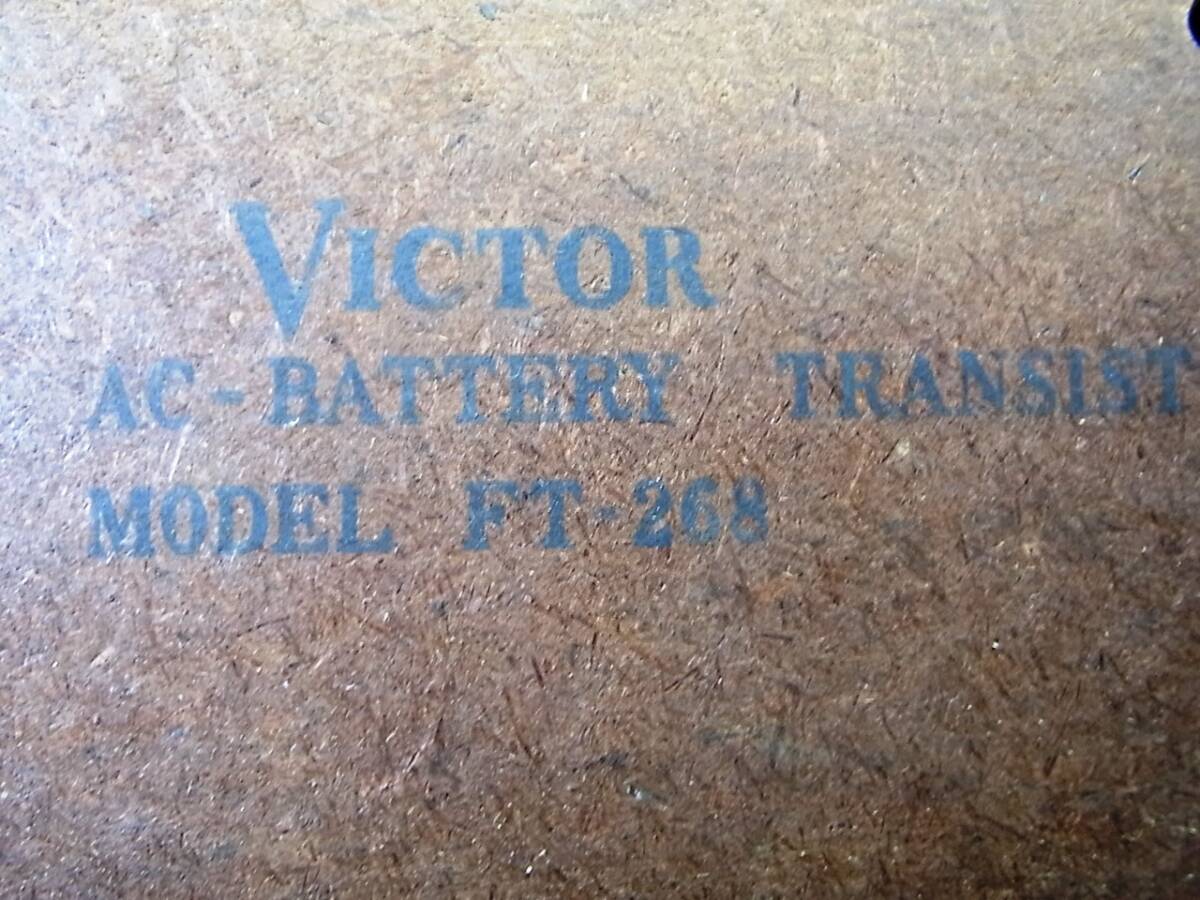 VICTOR
AC-BATTERY TRANSIST
MODEL FT-268